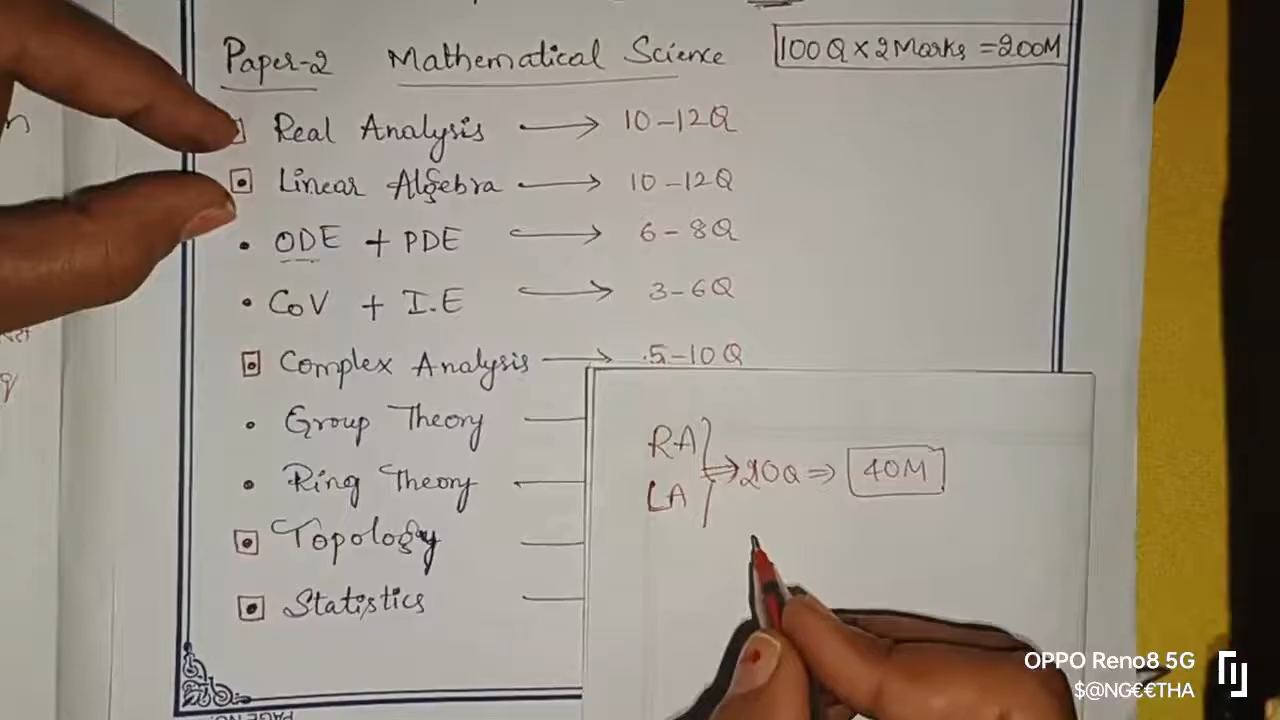 Paper-2 Mathematical Science 100Q×2Marks=200M
Real Analysis → 10-12Q
Linear Algebra → 10-12Q
• ODE + PDE → 6-8Q
• CoV + I.E → 3-6Q
Complex Analysis → 5-10Q
• Group Theory
• Ring Theory
Topology
Statistics
RA
LA
⇒ 20Q ⇒ 40M
OPPO Reno8 5G
$@NG€€THA